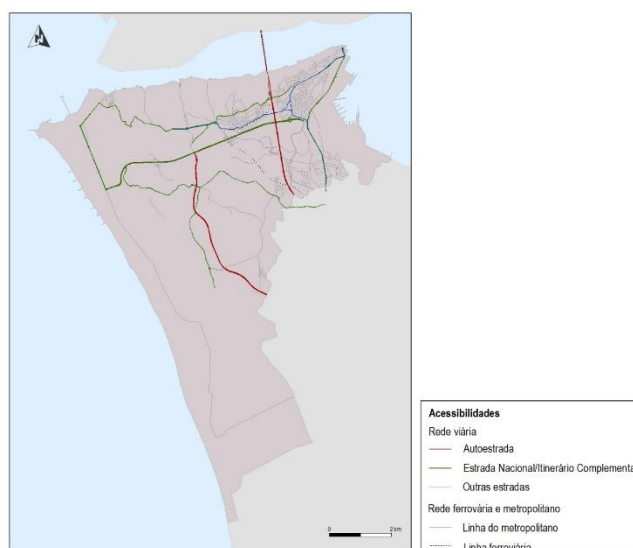 2 km
0
Acessibilidades
Rede viária
Autoestrada
Estrada Nacional/Itinerário Complementa
Outras estradas
Rede ferrovária e metropolitano
Linha do metropolitano
Linha ferroviária